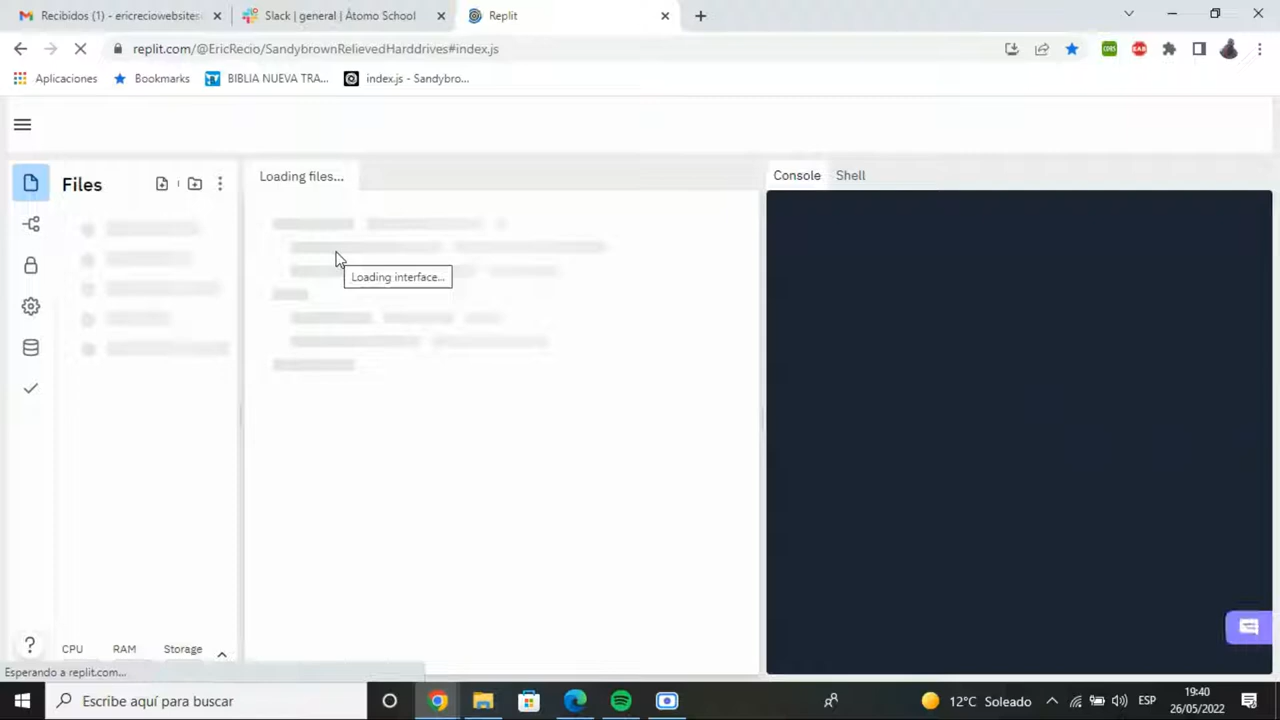 Recibidos (1) - ericreciowebsites
Slack | general | Átomo School
Replit
replit.com/@EricRecio/SandybrownRelievedHarddrives#index.js
Aplicaciones
Bookmarks
BIBLIA NUEVA TRA...
index.js - Sandybro...
Files
Loading files...
Console
Shell
Loading interface...
CPU
RAM
Storage
Esperando a replit.com...
Escribe aquí para buscar
12°C Soleado
ESP
19:40
26/05/2022